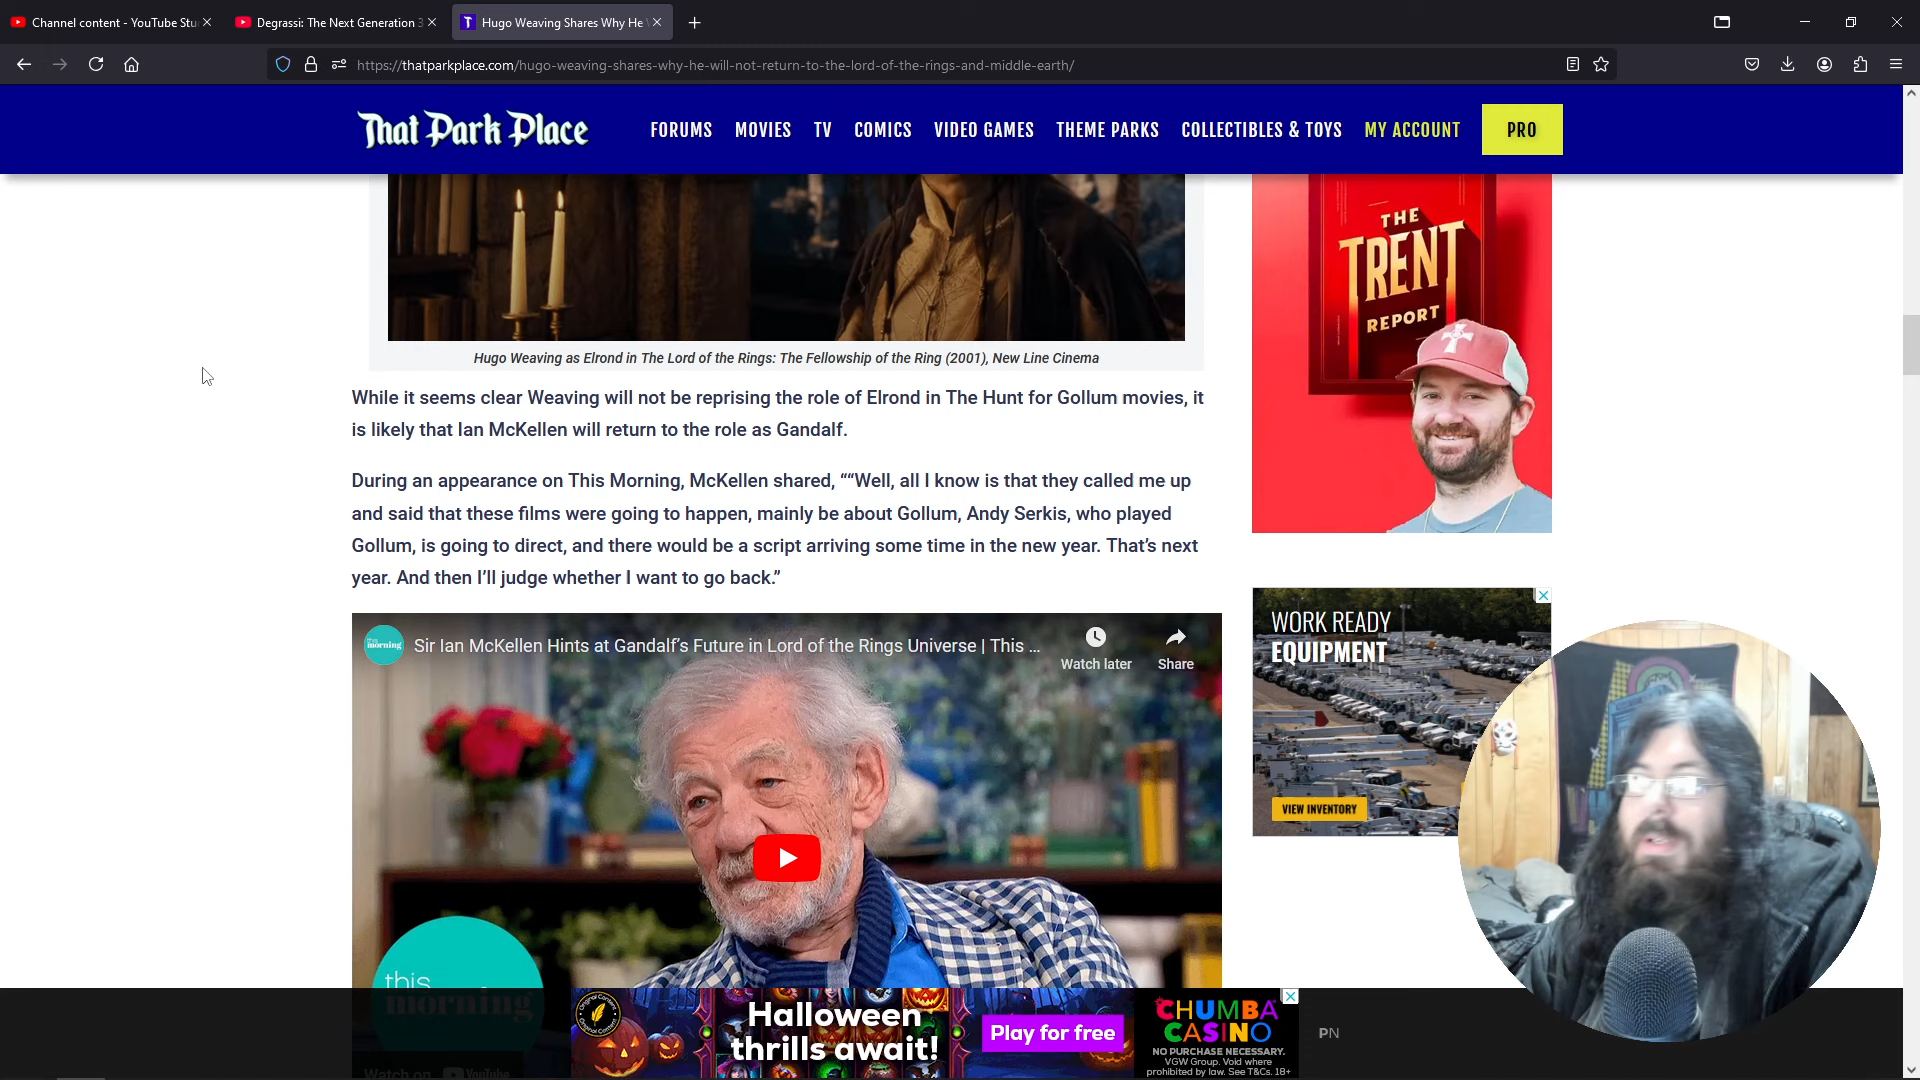 Channel content - YouTube Stu
Degrassi: The Next Generation 3
Hugo Weaving Shares Why He
https://thatparkplace.com/hugo-weaving-shares-why-he-will-not-return-to-the-lord-of-the-rings-and-middle-earth/
That Park Place
FORUMS MOVIES TV COMICS VIDEO GAMES THEME PARKS COLLECTIBLES & TOYS MY ACCOUNT PRO
THE
TRENT
REPORT
Hugo Weaving as Elrond in The Lord of the Rings: The Fellowship of the Ring (2001), New Line Cinema
While it seems clear Weaving will not be reprising the role of Elrond in The Hunt for Gollum movies, it
is likely that Ian McKellen will return to the role as Gandalf.
During an appearance on This Morning, McKellen shared, ““Well, all I know is that they called me up
and said that these films were going to happen, mainly be about Gollum, Andy Serkis, who played
Gollum, is going to direct, and there would be a script arriving some time in the new year. That’s next
year. And then I’ll judge whether I want to go back.”
this
morning
Sir Ian McKellen Hints at Gandalf’s Future in Lord of the Rings Universe | This ...
Watch later
Share
WORK READY
EQUIPMENT
VIEW INVENTORY
this
morning
Watch on YouTube
Original Content
Halloween
thrills await!
Play for free
CHUMBA
CASINO
NO PURCHASE NECESSARY.
VGW Group. Void where
prohibited by law. See T&Cs. 18+
PN